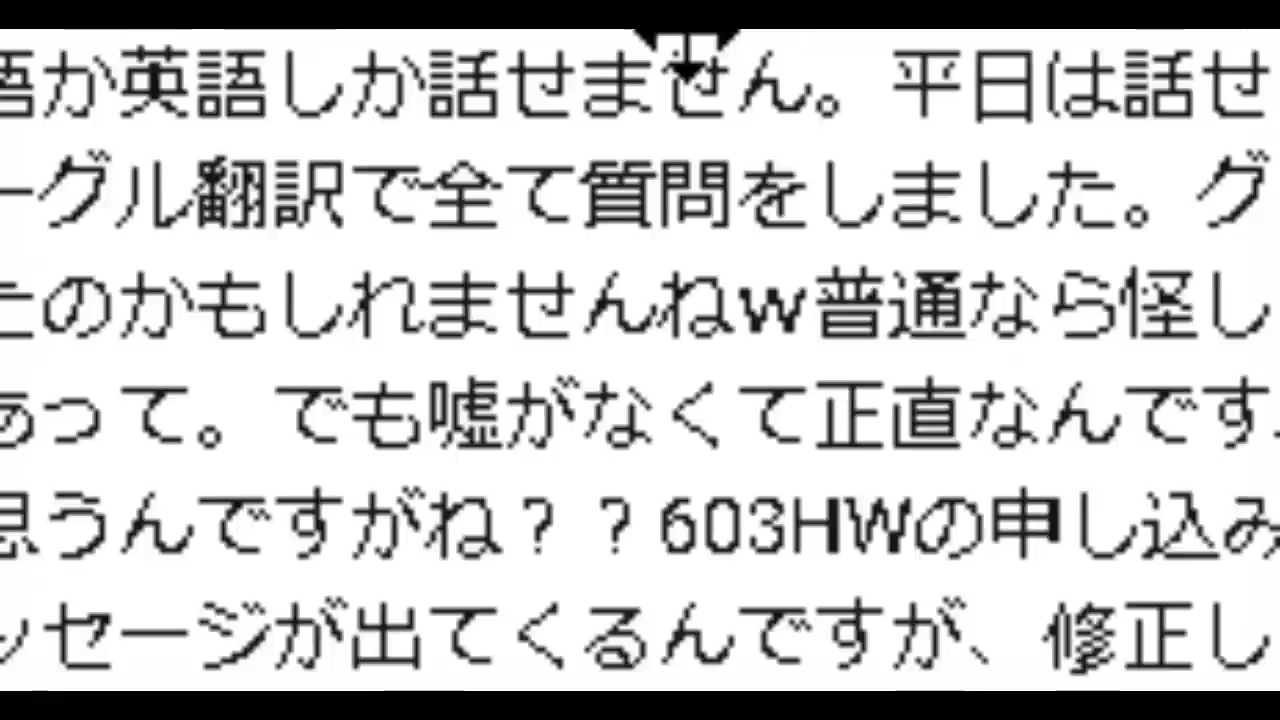 語か英語しか話せません。平日は話せ
ーグル翻訳で全て質問をしました。グ
たのかもしれませんねw普通なら怪し
あって。でも嘘がなくて正直なんです
思うんですがね？？603HWの申し込み
ッセージが出てくるんですが、修正し